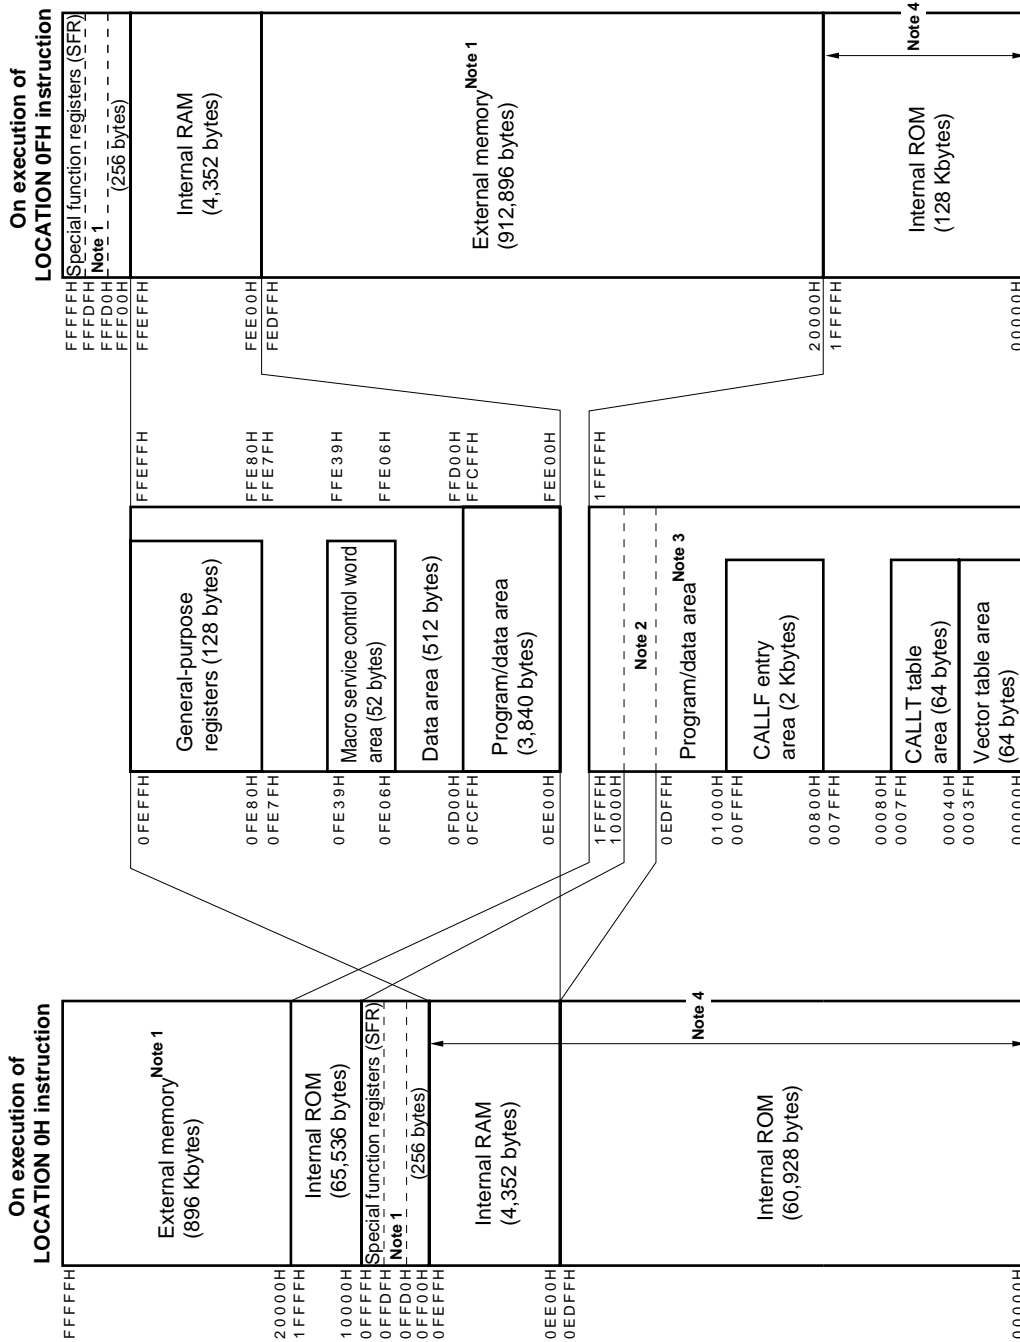 On execution of
LOCATION 0H instruction
FFFFFH
External memory Note 1
(896 Kbytes)
20000H
1FFFFH
Internal ROM
(65,536 bytes)
10000H
0FFFFH
Special function registers (SFR)
0FFDFH
Note 1
0FFD0H
0FF00H
(256 bytes)
0FEFFH
Internal RAM
(4,352 bytes)
0EE00H
0EDFFH
Internal ROM
(60,928 bytes)
00000H
Note 4
0FEFFH
General-purpose
registers (128 bytes)
0FE80H
0FE7FH
0FE39H
Macro service control word
area (52 bytes)
0FE06H
Data area (512 bytes)
0FD00H
0FCFFH
Program/data area
(3,840 bytes)
0EE00H
1FFFFH
10000H
Note 2
0EDFFH
Program/data area Note 3
01000H
00FFFH
CALLF entry
area (2 Kbytes)
00800H
007FFH
00080H
0007FH
CALLT table
area (64 bytes)
00040H
0003FH
Vector table area
(64 bytes)
00000H
FFEFFH
FFE80H
FFE7FH
FFE39H
FFE06H
FFD00H
FFCFFH
FEE00H
1FFFFH
On execution of
LOCATION 0FH instruction
FFFFFH
Special function registers (SFR)
FFFDFH
Note 1
FFFD0H
FFF00H
(256 bytes)
FFEFFH
Internal RAM
(4,352 bytes)
FEE00H
FEDFFH
External memory Note 1
(912,896 bytes)
20000H
1FFFFH
Internal ROM
(128 Kbytes)
00000H
Note 4